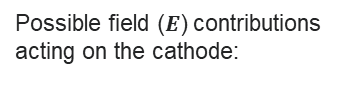 Possible field (E) contributions
acting on the cathode: